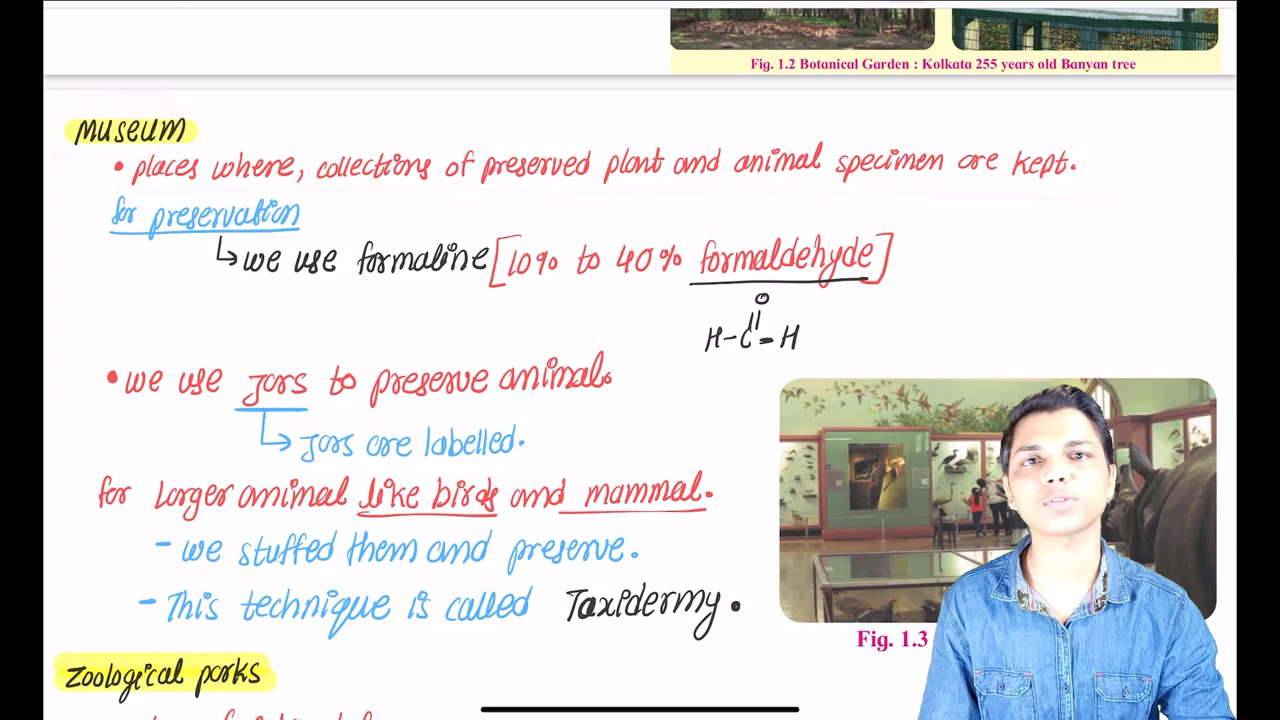 Fig. 1.2 Botanical Garden : Kolkata 255 years old Banyan tree
Museum
• places where, collections of preserved plant and animal specimen are kept.
for preservation
↳ we use formaline [10% to 40% formaldehyde]
O
||
H-C-H
• we use Jars to preserve animal.
↳ Jars are labelled.
for larger animal like birds and mammal.
- we stuffed them and preserve.
- This technique is called Taxidermy.
Fig. 1.3
Zoological parks